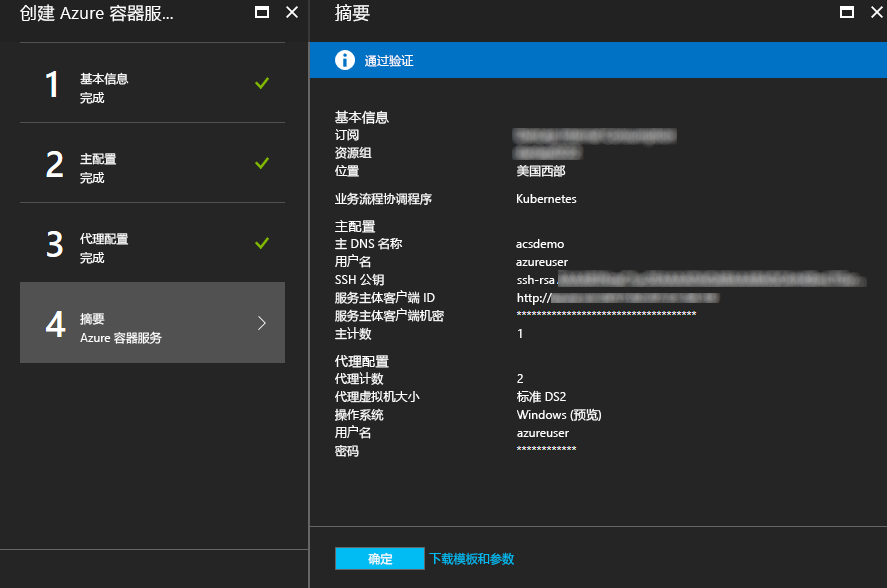 创建 Azure 容器服...
1
基本信息
完成
2
主配置
完成
3
代理配置
完成
4
摘要
Azure 容器服务
摘要
通过验证
基本信息
订阅
资源组
位置 美国西部
业务流程协调程序 Kubernetes
主配置
主 DNS 名称 acsdemo
用户名 azureuser
SSH 公钥 ssh-rsa
服务主体客户端 ID http://
服务主体客户端机密 ************************************
主计数 1
代理配置
代理计数 2
代理虚拟机大小 标准 DS2
操作系统 Windows (预览)
用户名 azureuser
密码 ************
确定 下载模板和参数